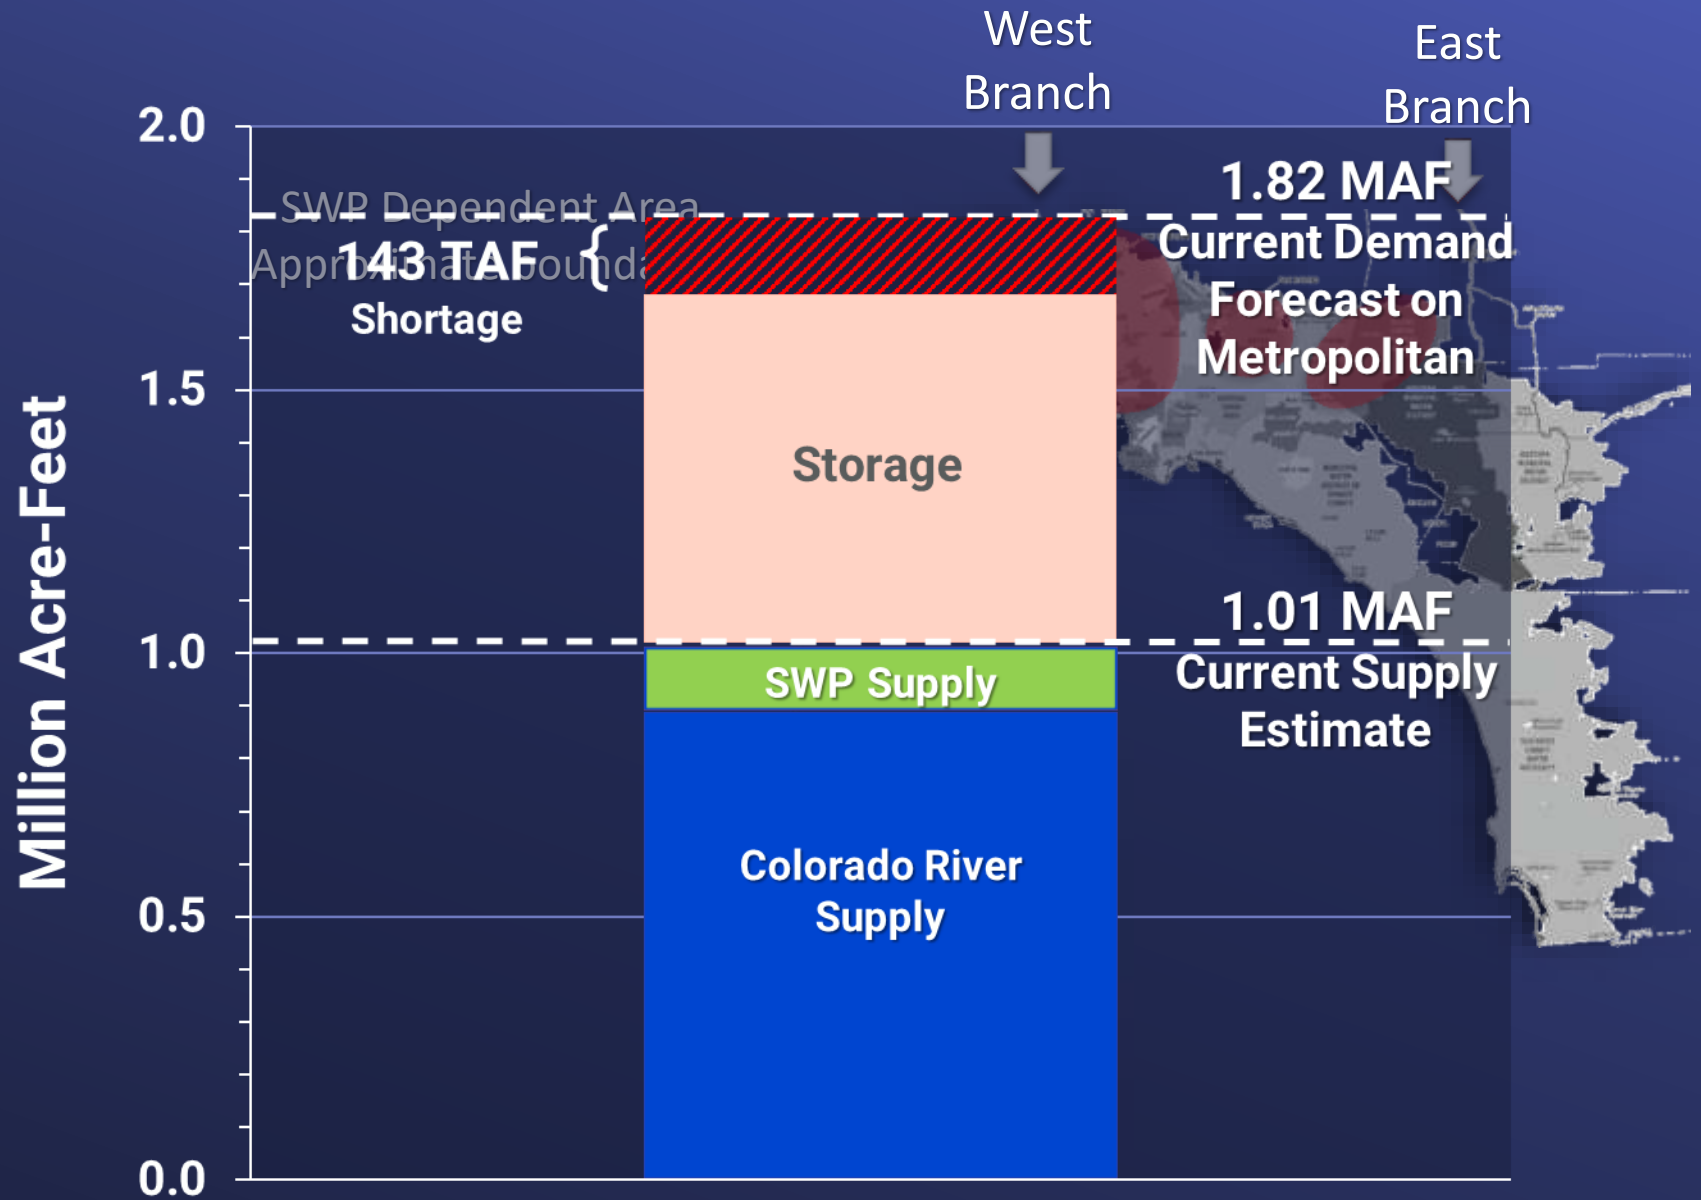 West
Branch
East
Branch
2.0
1.82 MAF
SWP Dependent Area
Approximate bounda
143 TAF {
Shortage
Current Demand
Forecast on
Metropolitan
1.5
Storage
Million Acre-Feet
1.01 MAF
1.0
SWP Supply
Current Supply
Estimate
Colorado River
Supply
0.5
0.0